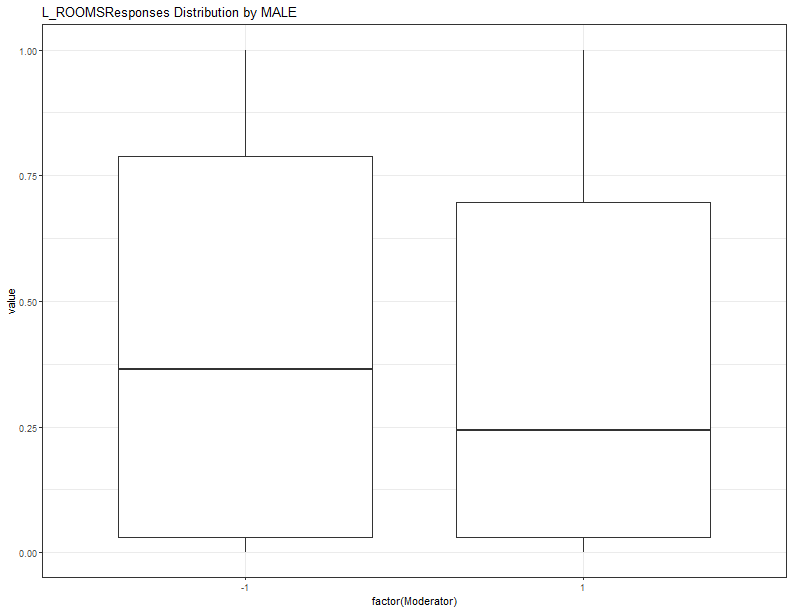 L_ROOMSResponses Distribution by MALE
1.00
0.75
0.50
0.25
0.00
value
-1
1
factor(Moderator)